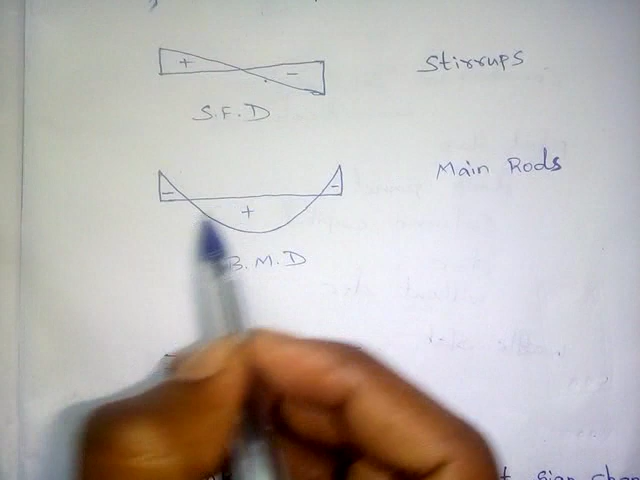 + -
Stirrups
S.F.D
Main Rods
- + -
B.M.D